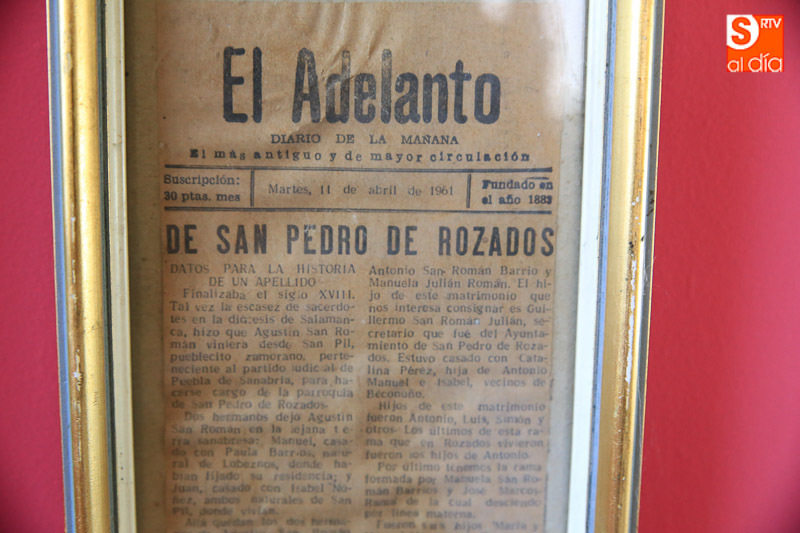 S RTV
al día
El Adelanto
DIARIO DE LA MAÑANA
El más antiguo y de mayor circulación
Suscripción:
30 ptas. mes
Martes, 11 de abril de 1961
Fundado en
el año 1883
DE SAN PEDRO DE ROZADOS
DATOS PARA LA HISTORIA
DE UN APELLIDO
Finalizaba el siglo XVIII.
Tal vez la escasez de sacerdo-
tes en la diócesis de Salaman-
ca, hizo que Agustín San Ro-
mán viniera desde San Pil,
pueblecito zamorano, perte-
neciente al partido judicial de
Puebla de Sanabria, para ha-
cerse cargo de la parroquia
de San Pedro de Rozados.
Dos hermanos dejó Agustín
San Román en la lejana tie-
rra sanabresa: Manuel, casa-
do con Paula Barrios, natu-
ral de Lobeznos, donde ha-
bían fijado su residencia; y
Juan, casado con Isabel Nú-
ñez, ambos naturales de San
Pil, donde vivían.
Allá quedan los dos herma-
Antonio San Román Barrio y
Manuela Julián Román. El hi-
jo de este matrimonio que
nos interesa consignar es Gui-
llermo San Román Julián, se-
cretario que fué del Ayunta-
miento de San Pedro de Roza-
dos. Estuvo casado con Cata-
lina Pérez, hija de Antonio
Manuel e Isabel, vecinos de
Beconuño.
Hijos de este matrimonio
fueron Antonio, Luis, Simón y
otros. Los últimos de esta ra-
ma que en Rozados vivieron
fueron los hijos de Antonio.
Por último tenemos la rama
formada por Manuela San Ro-
mán Barrios y José Marcos
Rama de la cual desciendo
por línea materna.
Fueron sus hijos María y